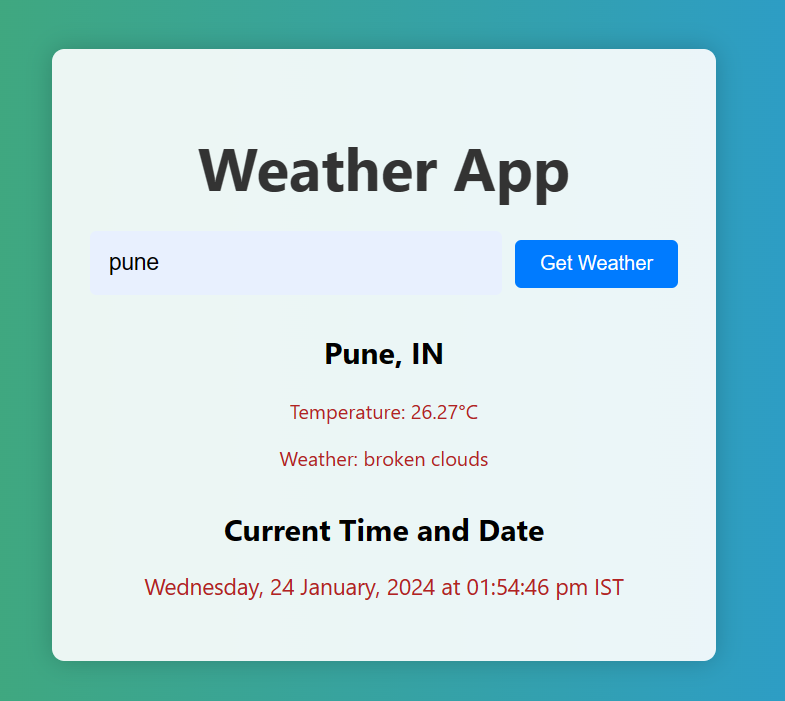 Weather App
pune
Get Weather
Pune, IN
Temperature: 26.27°C
Weather: broken clouds
Current Time and Date
Wednesday, 24 January, 2024 at 01:54:46 pm IST